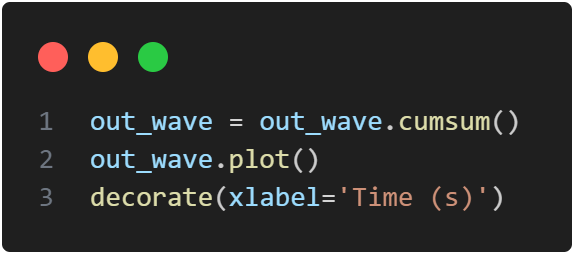 1 out_wave = out_wave.cumsum()
2 out_wave.plot()
3 decorate(xlabel='Time (s)')